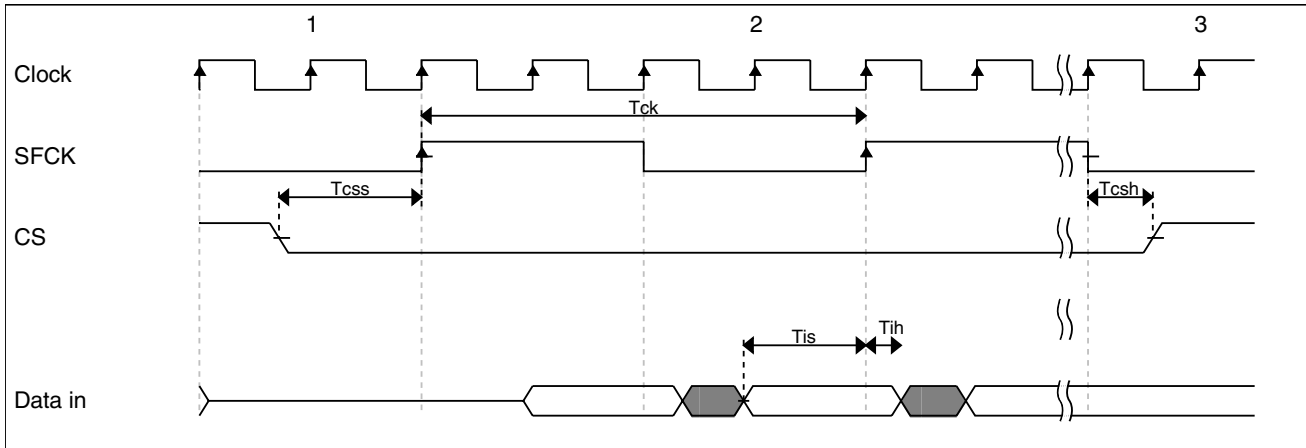 1 2 3
Clock
Tck
SFCK
Tcss Tcsh
CS
Tis Tih
Data in